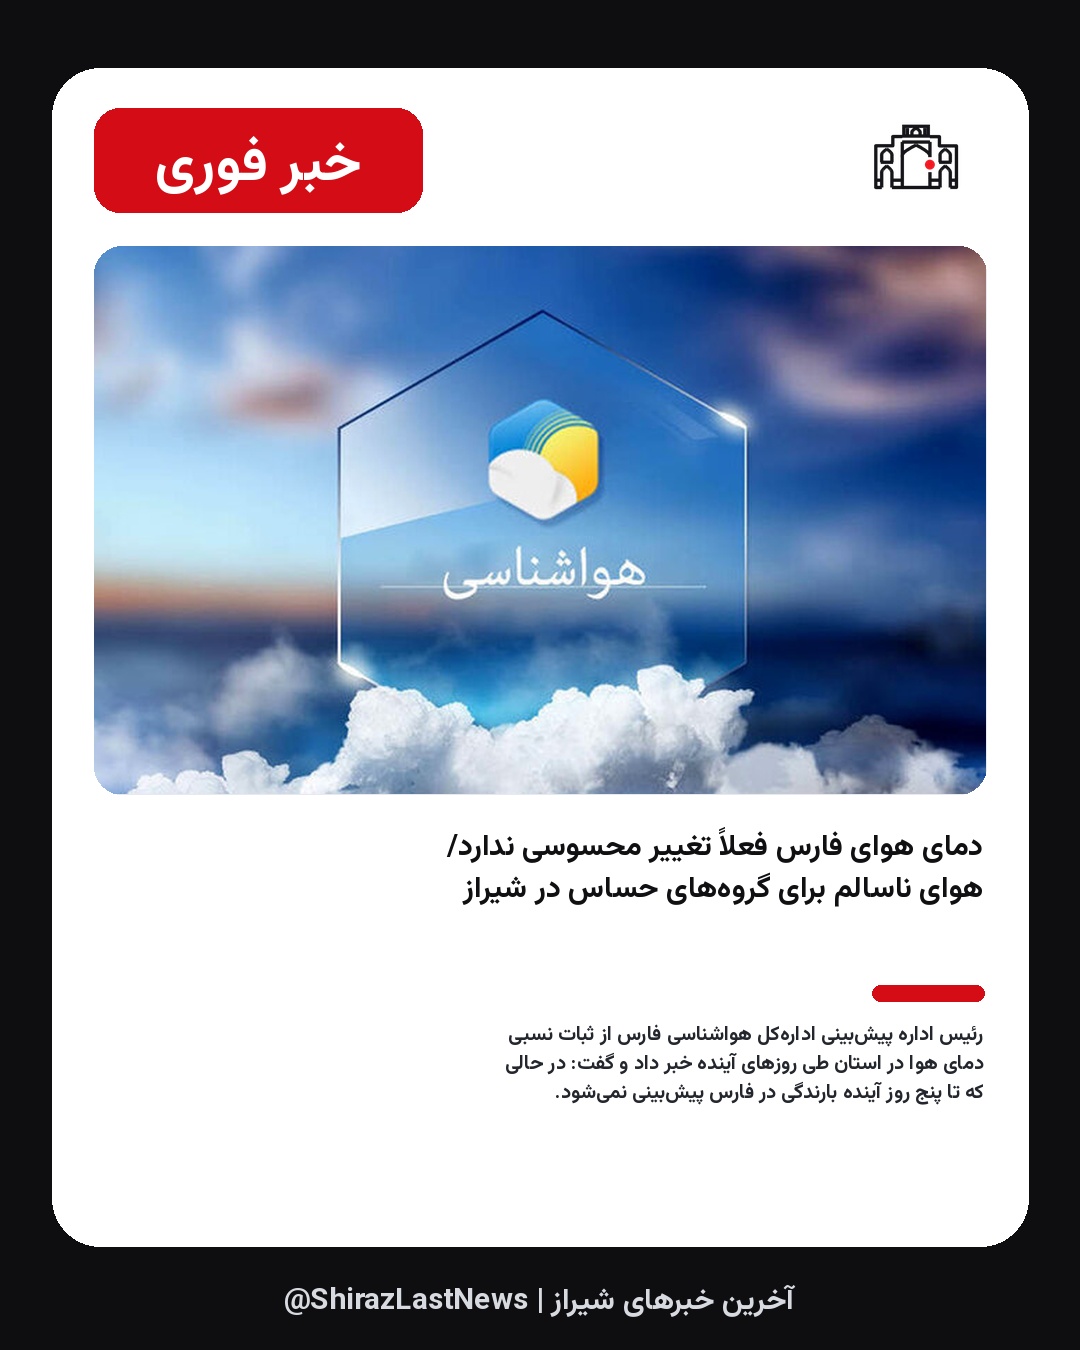 خبر فوری
هواشناسی
دمای هوای فارس فعلاً تغییر محسوسی ندارد/
هوای ناسالم برای گروه‌های حساس در شیراز
رئیس اداره پیش‌بینی اداره‌کل هواشناسی فارس از ثبات نسبی
دمای هوا در استان طی روزهای آینده خبر داد و گفت: در حالی
که تا پنج روز آینده بارندگی در فارس پیش‌بینی نمی‌شود.
آخرین خبرهای شیراز | @ShirazLastNews